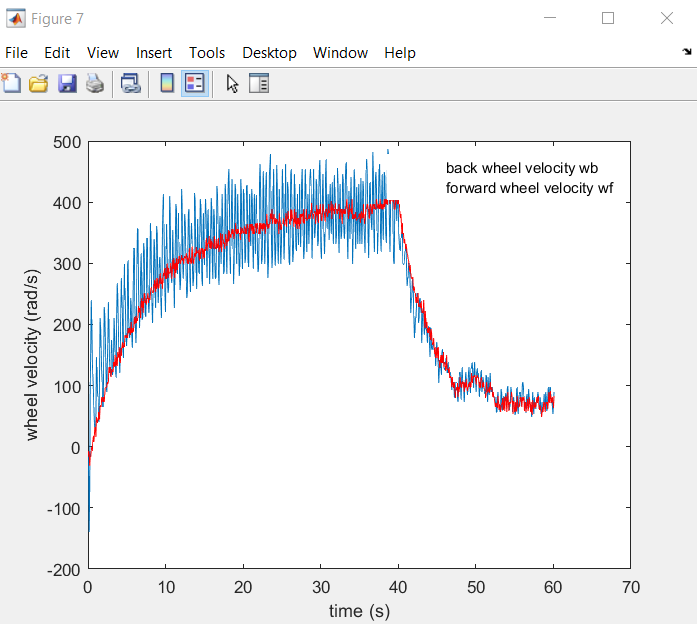 Figure 7
File Edit View Insert Tools Desktop Window Help
back wheel velocity wb
forward wheel velocity wf
500
400
300
200
100
0
-100
-200
wheel velocity (rad/s)
0 10 20 30 40 50 60 70
time (s)